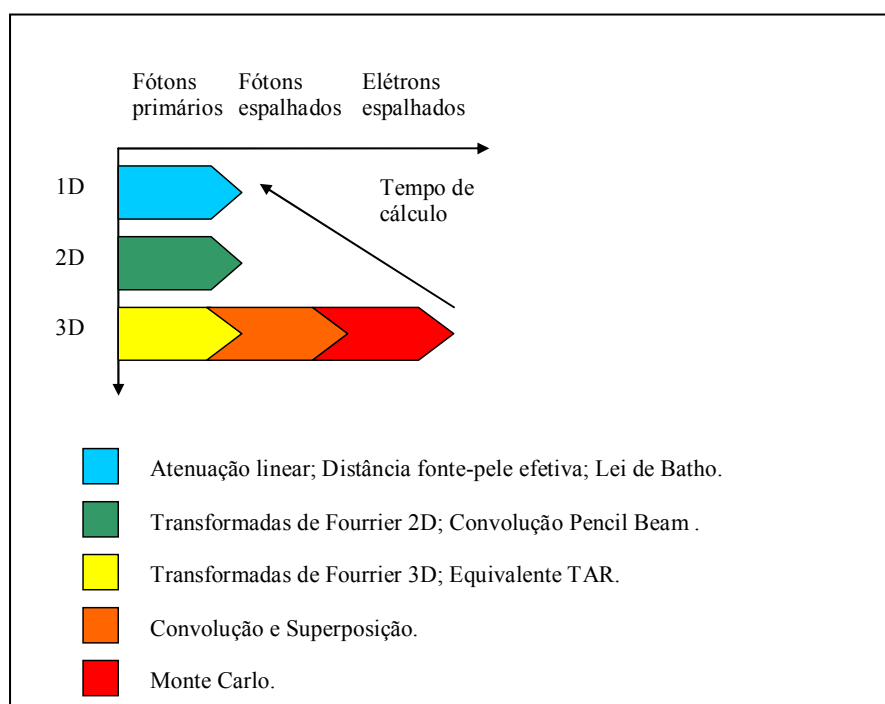 Fótons
primários
Fótons
espalhados
Elétrons
espalhados
1D
Tempo de
cálculo
2D
3D
Atenuação linear; Distância fonte-pele efetiva; Lei de Batho.
Transformadas de Fourrier 2D; Convolução Pencil Beam .
Transformadas de Fourrier 3D; Equivalente TAR.
Convolução e Superposição.
Monte Carlo.